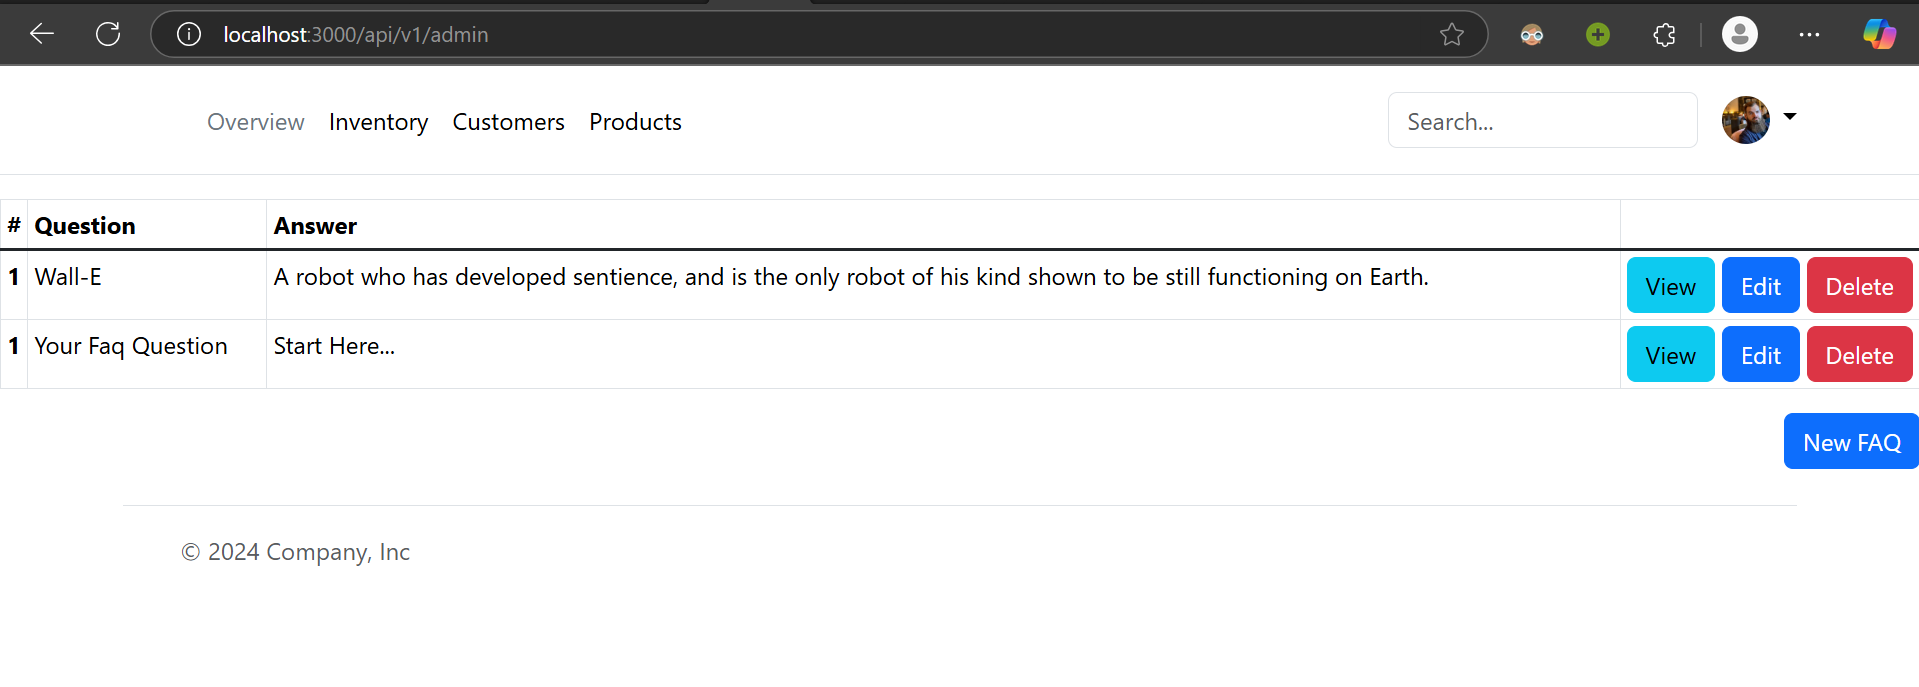 localhost:3000/api/v1/admin
Overview Inventory Customers Products Search...
# Question Answer
1 Wall-E A robot who has developed sentience, and is the only robot of his kind shown to be still functioning on Earth. View Edit Delete
1 Your Faq Question Start Here... View Edit Delete
New FAQ
© 2024 Company, Inc